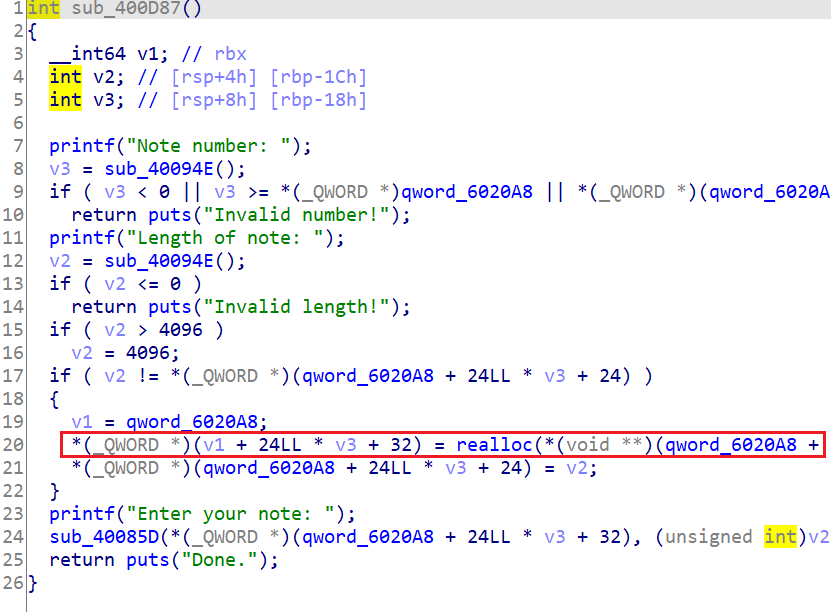 1 int sub_400D87()
2 {
3 __int64 v1; // rbx
4 int v2; // [rsp+4h] [rbp-1Ch]
5 int v3; // [rsp+8h] [rbp-18h]
6
7 printf("Note number: ");
8 v3 = sub_40094E();
9 if ( v3 < 0 || v3 >= *(_QWORD *)qword_6020A8 || *(_QWORD *)(qword_6020A
10 return puts("Invalid number!");
11 printf("Length of note: ");
12 v2 = sub_40094E();
13 if ( v2 <= 0 )
14 return puts("Invalid length!");
15 if ( v2 > 4096 )
16 v2 = 4096;
17 if ( v2 != *(_QWORD *)(qword_6020A8 + 24LL * v3 + 24) )
18 {
19 v1 = qword_6020A8;
20 *(_QWORD *)(v1 + 24LL * v3 + 32) = realloc(*(void **)(qword_6020A8 +
21 *(_QWORD *)(qword_6020A8 + 24LL * v3 + 24) = v2;
22 }
23 printf("Enter your note: ");
24 sub_40085D(*(_QWORD *)(qword_6020A8 + 24LL * v3 + 32), (unsigned int)v2
25 return puts("Done.");
26 }